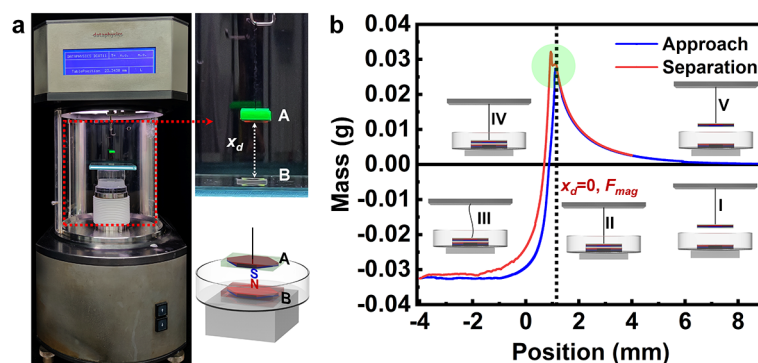 a
dataphysics
A
x_d
B
A
S
N
B
b
Mass (g)
0.04
0.03
0.02
0.01
0.00
-0.01
-0.02
-0.03
-0.04
Approach
Separation
IV
V
x_d=0, F_mag
III
II
I
-4 -2 0 2 4 6 8
Position (mm)